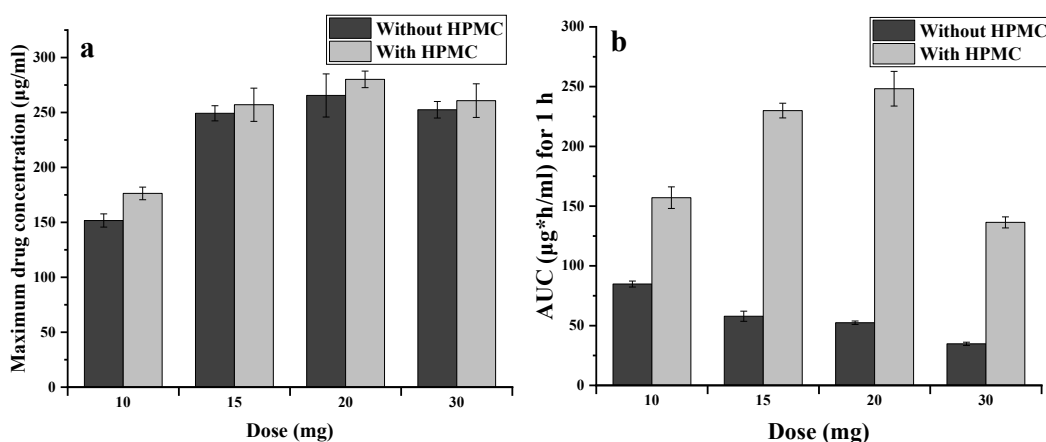 a
Without HPMC
With HPMC
Maximum drug concentration (µg/ml)
300
250
200
150
100
50
0
10 15 20 30
Dose (mg)
b
Without HPMC
With HPMC
AUC (µg*h/ml) for 1 h
300
250
200
150
100
50
0
10 15 20 30
Dose (mg)